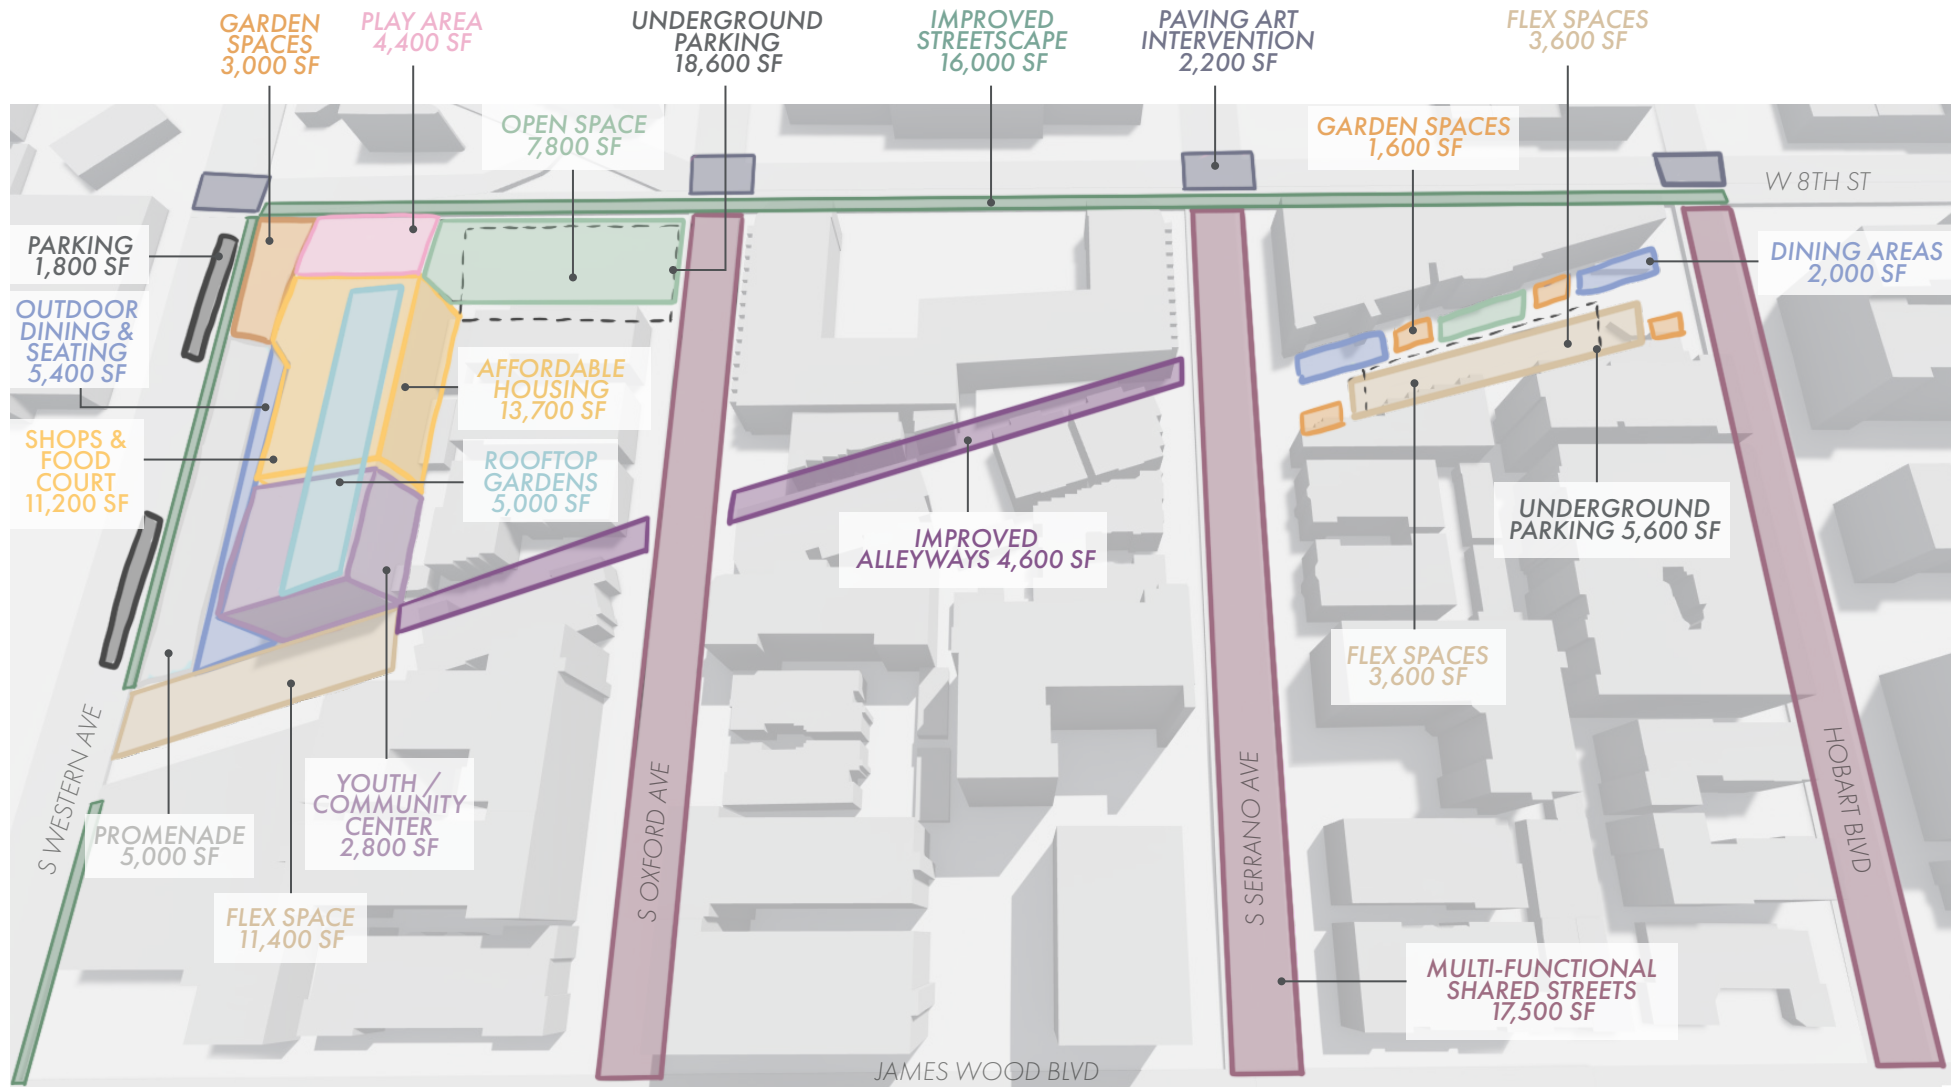 GARDEN
SPACES
3,000 SF
PLAY AREA
4,400 SF
UNDERGROUND
PARKING
18,600 SF
IMPROVED
STREETSCAPE
16,000 SF
PAVING ART
INTERVENTION
2,200 SF
FLEX SPACES
3,600 SF
OPEN SPACE
7,800 SF
GARDEN SPACES
1,600 SF
W 8TH ST
PARKING
1,800 SF
DINING AREAS
2,000 SF
OUTDOOR
DINING &
SEATING
5,400 SF
AFFORDABLE
HOUSING
13,700 SF
SHOPS &
FOOD
COURT
11,200 SF
ROOFTOP
GARDENS
5,000 SF
UNDERGROUND
PARKING 5,600 SF
IMPROVED
ALLEYWAYS 4,600 SF
FLEX SPACES
3,600 SF
S WESTERN AVE
S OXFORD AVE
S SERRANO AVE
HOBART BLVD
YOUTH /
COMMUNITY
CENTER
2,800 SF
PROMENADE
5,000 SF
FLEX SPACE
11,400 SF
MULTI-FUNCTIONAL
SHARED STREETS
17,500 SF
JAMES WOOD BLVD